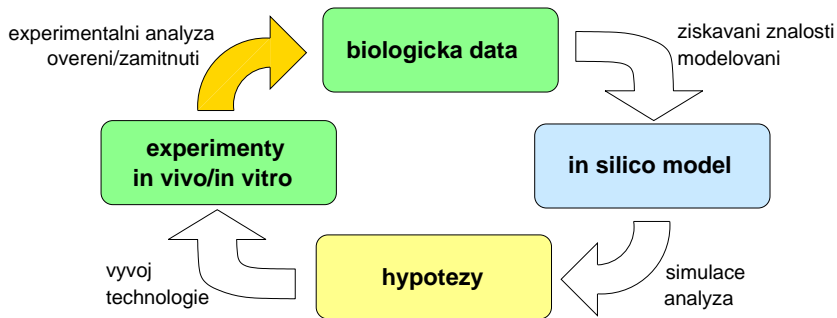 experimentalni analyza
overeni/zamitnuti
biologicka data
ziskavani znalosti
modelovani
experimenty
in vivo/in vitro
in silico model
vyvoj
technologie
hypotezy
simulace
analyza